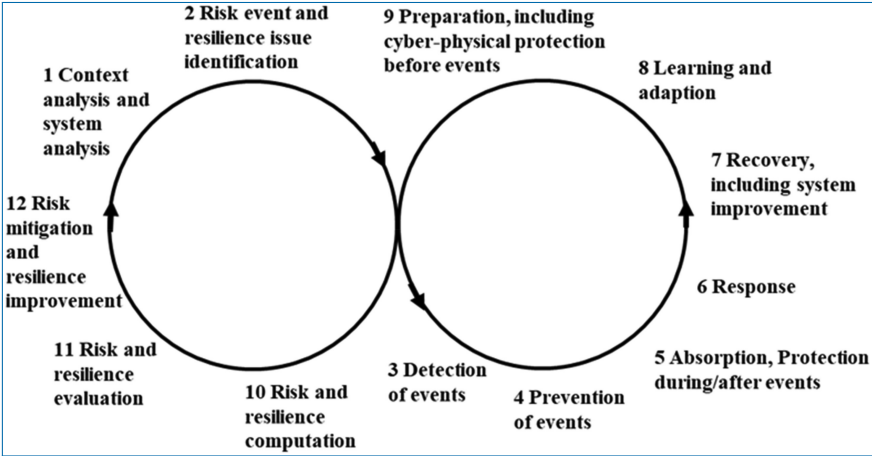 1 Context
analysis and
system
analysis
2 Risk event and
resilience issue
identification
3 Detection
of events
4 Prevention
of events
5 Absorption, Protection
during/after events
6 Response
7 Recovery,
including system
improvement
8 Learning and
adaption
9 Preparation, including
cyber-physical protection
before events
10 Risk and
resilience
computation
11 Risk and
resilience
evaluation
12 Risk
mitigation
and
resilience
improvement